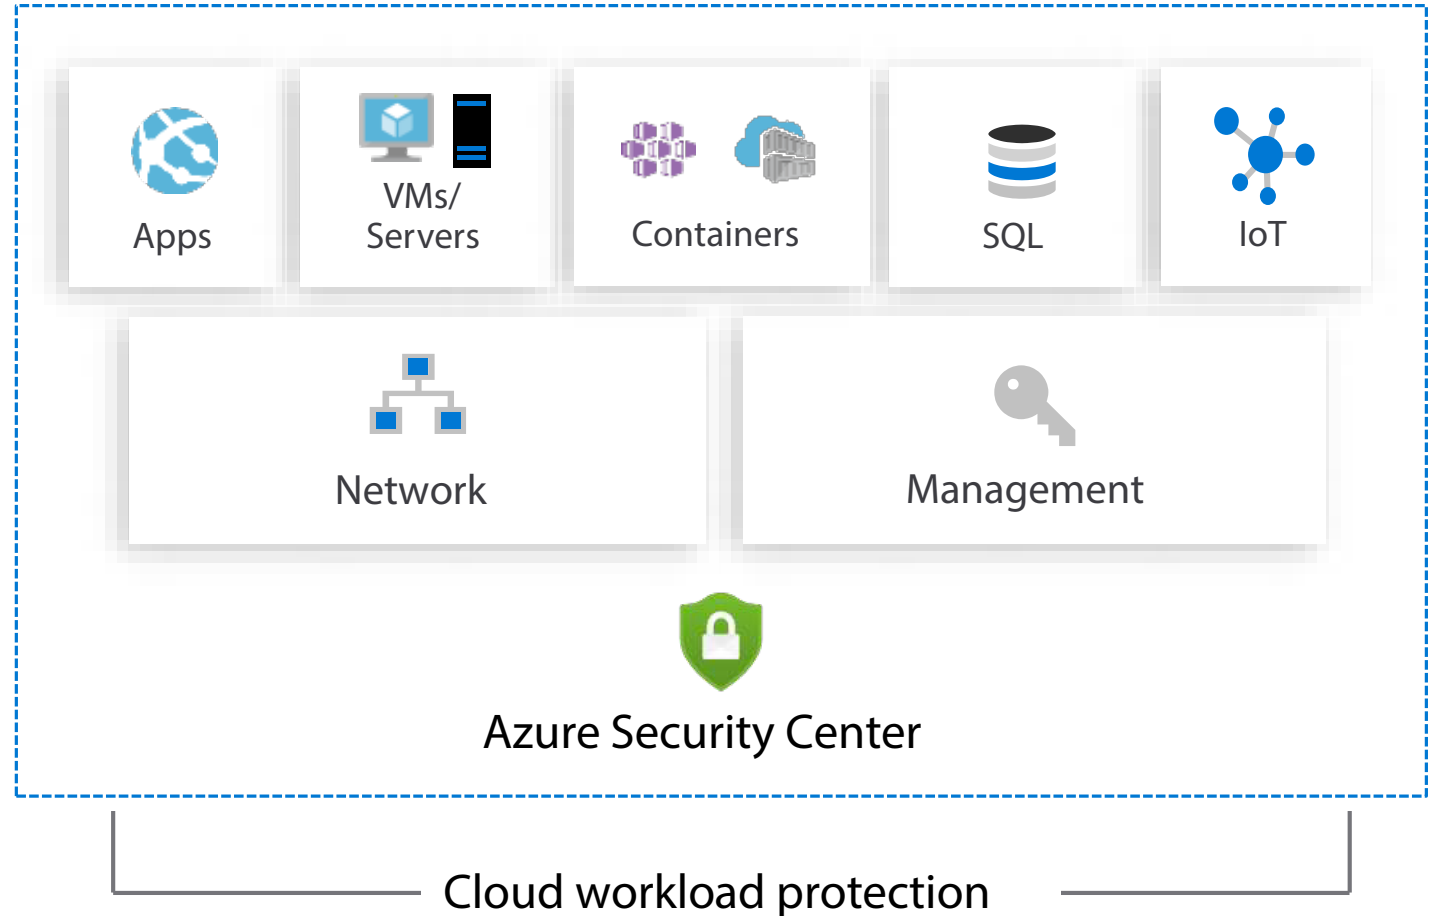 Apps
VMs/
Servers
Containers
SQL
IoT
Network
Management
Azure Security Center
Cloud workload protection